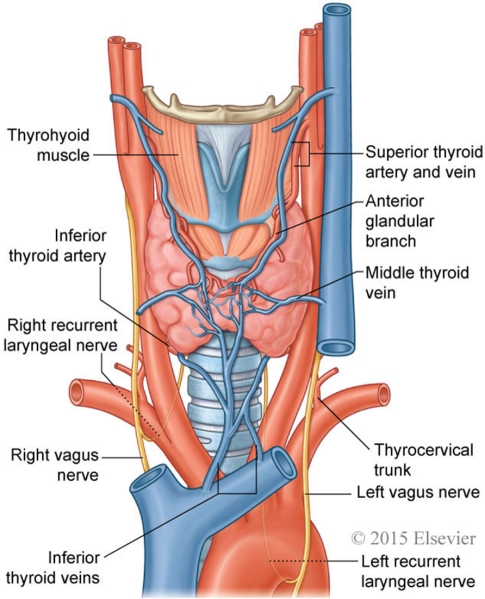 Thyrohyoid
muscle
Superior thyroid
artery and vein
Anterior
glandular
branch
Inferior
thyroid artery
Middle thyroid
vein
Right recurrent
laryngeal nerve
Right vagus
nerve
Thyrocervical
trunk
Left vagus nerve
© 2015 Elsevier
Inferior
thyroid veins
Left recurrent
laryngeal nerve